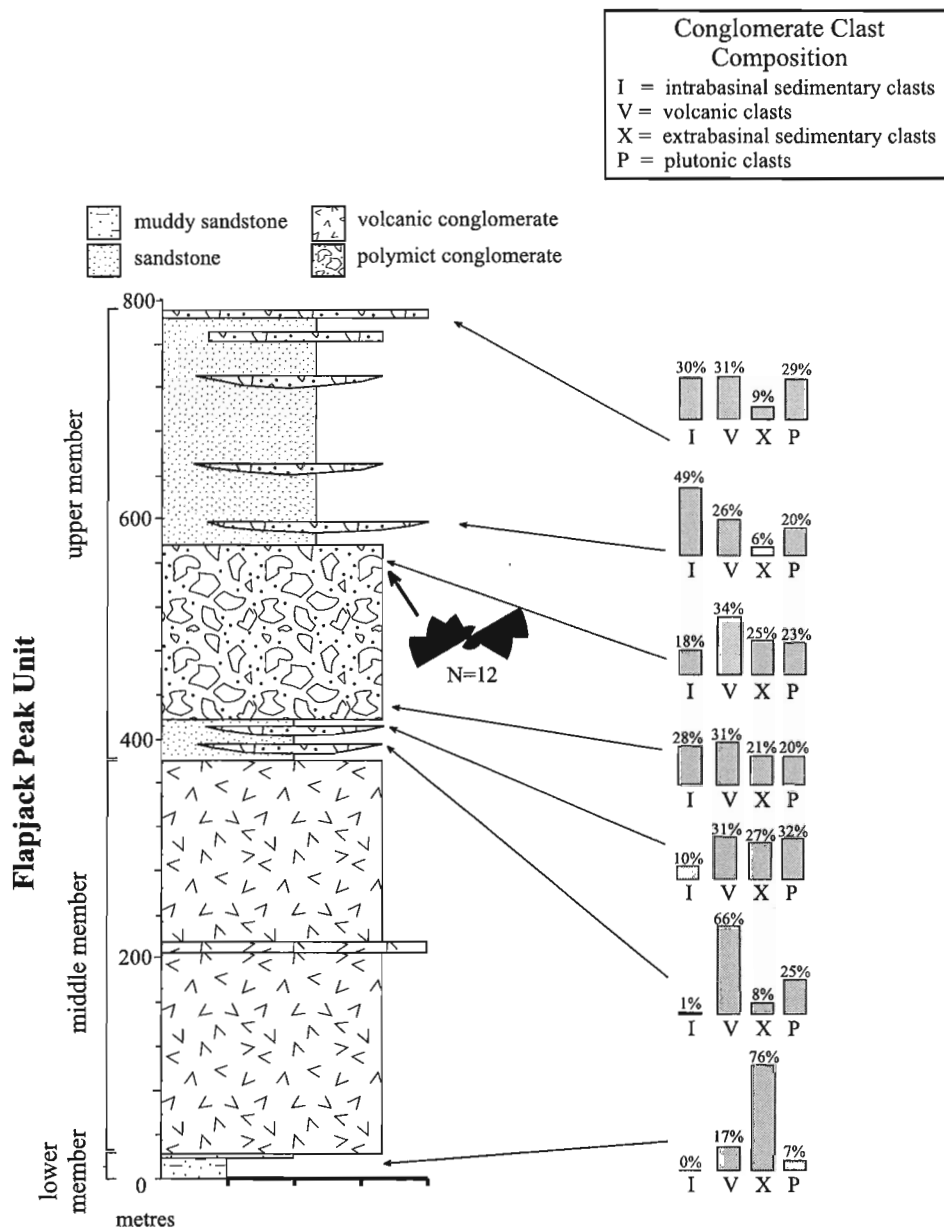 Conglomerate Clast
Composition
I = intrabasinal sedimentary clasts
V = volcanic clasts
X = extrabasinal sedimentary clasts
P = plutonic clasts
muddy sandstone
volcanic conglomerate
sandstone
polymict conglomerate
Flapjack Peak Unit
upper member
middle member
lower
member
800
600
400
200
0
metres
N=12
30% 31% 9% 29%
I V X P
49% 26% 6% 20%
I V X P
18% 34% 25% 23%
I V X P
28% 31% 21% 20%
I V X P
10% 31% 27% 32%
I V X P
1% 66% 8% 25%
I V X P
0% 17% 76% 7%
I V X P